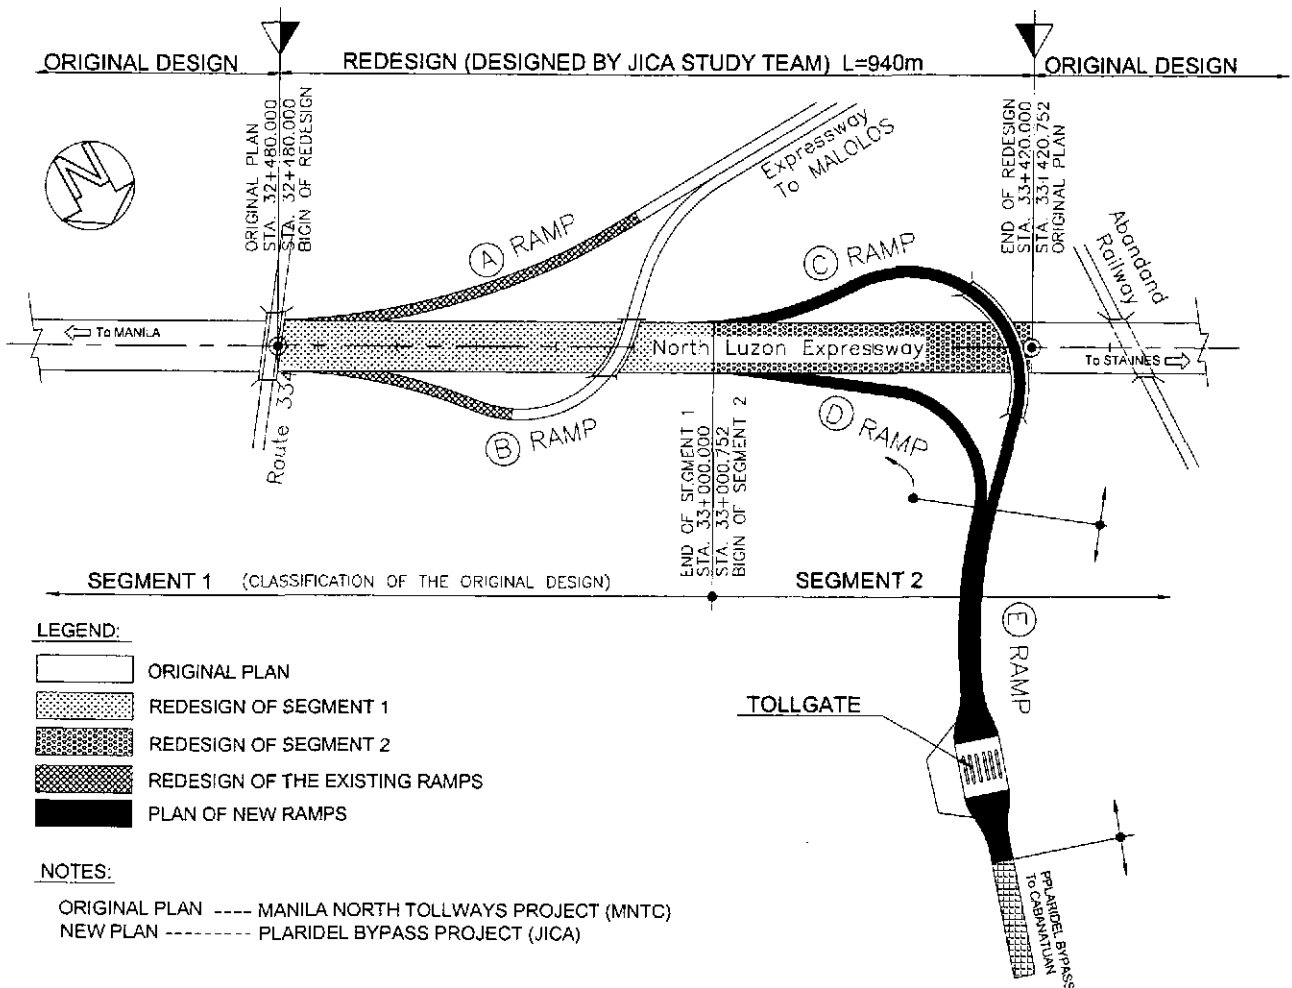 ORIGINAL DESIGN
REDESIGN (DESIGNED BY JICA STUDY TEAM) L=940m
ORIGINAL DESIGN
ORIGINAL PLAN
STA. 32+480.000
STA. 32+480.000
BIGIN OF REDESIGN
N
Expressway
To MALOLOS
END OF REDESIGN
STA. 33+420.000
STA. 33+420.752
ORIGINAL PLAN
Abandand
Railway
A RAMP
C RAMP
To MANILA
North Luzon Expressway
To STA.INES
Route 334
B RAMP
D RAMP
END OF SEGMENT 1
STA. 33+000.000
STA. 33+000.752
BIGIN OF SEGMENT 2
SEGMENT 1 (CLASSIFICATION OF THE ORIGINAL DESIGN)
SEGMENT 2
E RAMP
LEGEND:
ORIGINAL PLAN
REDESIGN OF SEGMENT 1
REDESIGN OF SEGMENT 2
REDESIGN OF THE EXISTING RAMPS
PLAN OF NEW RAMPS
TOLLGATE
NOTES:
ORIGINAL PLAN ---- MANILA NORTH TOLLWAYS PROJECT (MNTC)
NEW PLAN --------- PLARIDEL BYPASS PROJECT (JICA)
PPLARIDEL BYPASS
To CABANATUAN